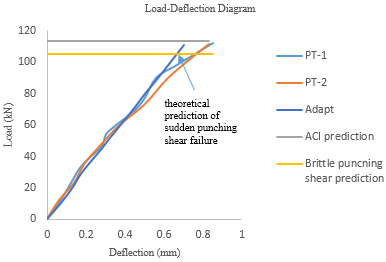 Load-Deflection Diagram
120
100
80
60
40
20
0
Load (kN)
0
0.2
0.4
0.6
0.8
1
Deflection (mm)
theoretical
prediction of
sudden punching
shear failure
PT-1
PT-2
Adapt
ACI prediction
Brittle puncning
shear prediction